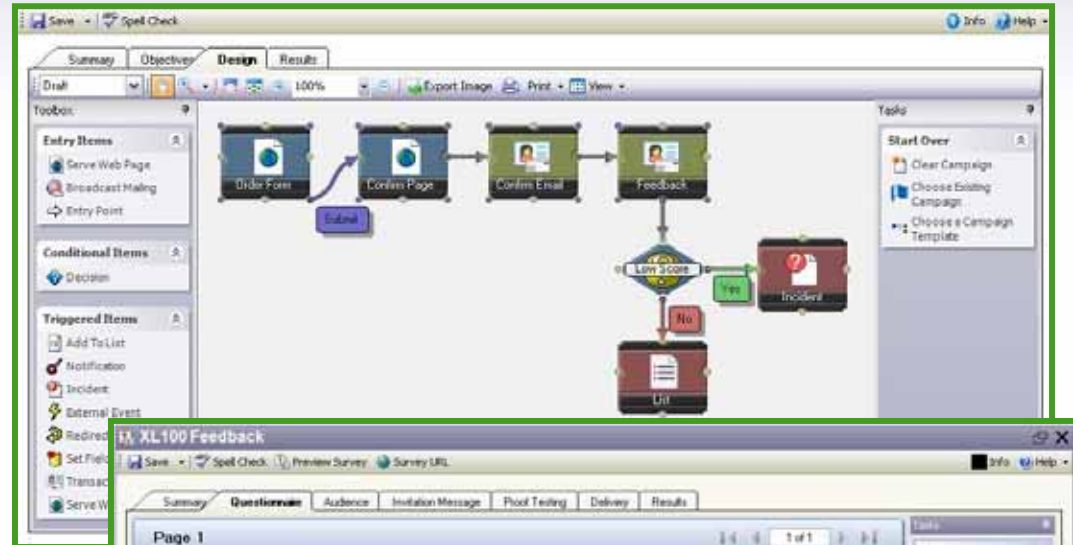 Save Spell Check Info Help
Summary Objectives Design Results
Draft 100% Export Image Print View
Toolbox
Entry Items
Serve Web Page
Broadcast Mailing
Entry Point
Conditional Items
Decision
Triggered Items
Add To List
Notification
Incident
External Event
Redirect
Set Field
Transac
Serve W
Order Form
Submit
Confirm Page
Confirm Email
Feedback
Low Score
Yes
Incident
No
List
Tasks
Start Over
Clear Campaign
Choose Existing
Campaign
Choose a Campaign
Template
XL100 Feedback
Save Spell Check Preview Survey Survey URL Info Help
Summary Questionnaire Audience Invitation Message Proof Testing Delivery Results
Page 1 1 of 1
Tasks